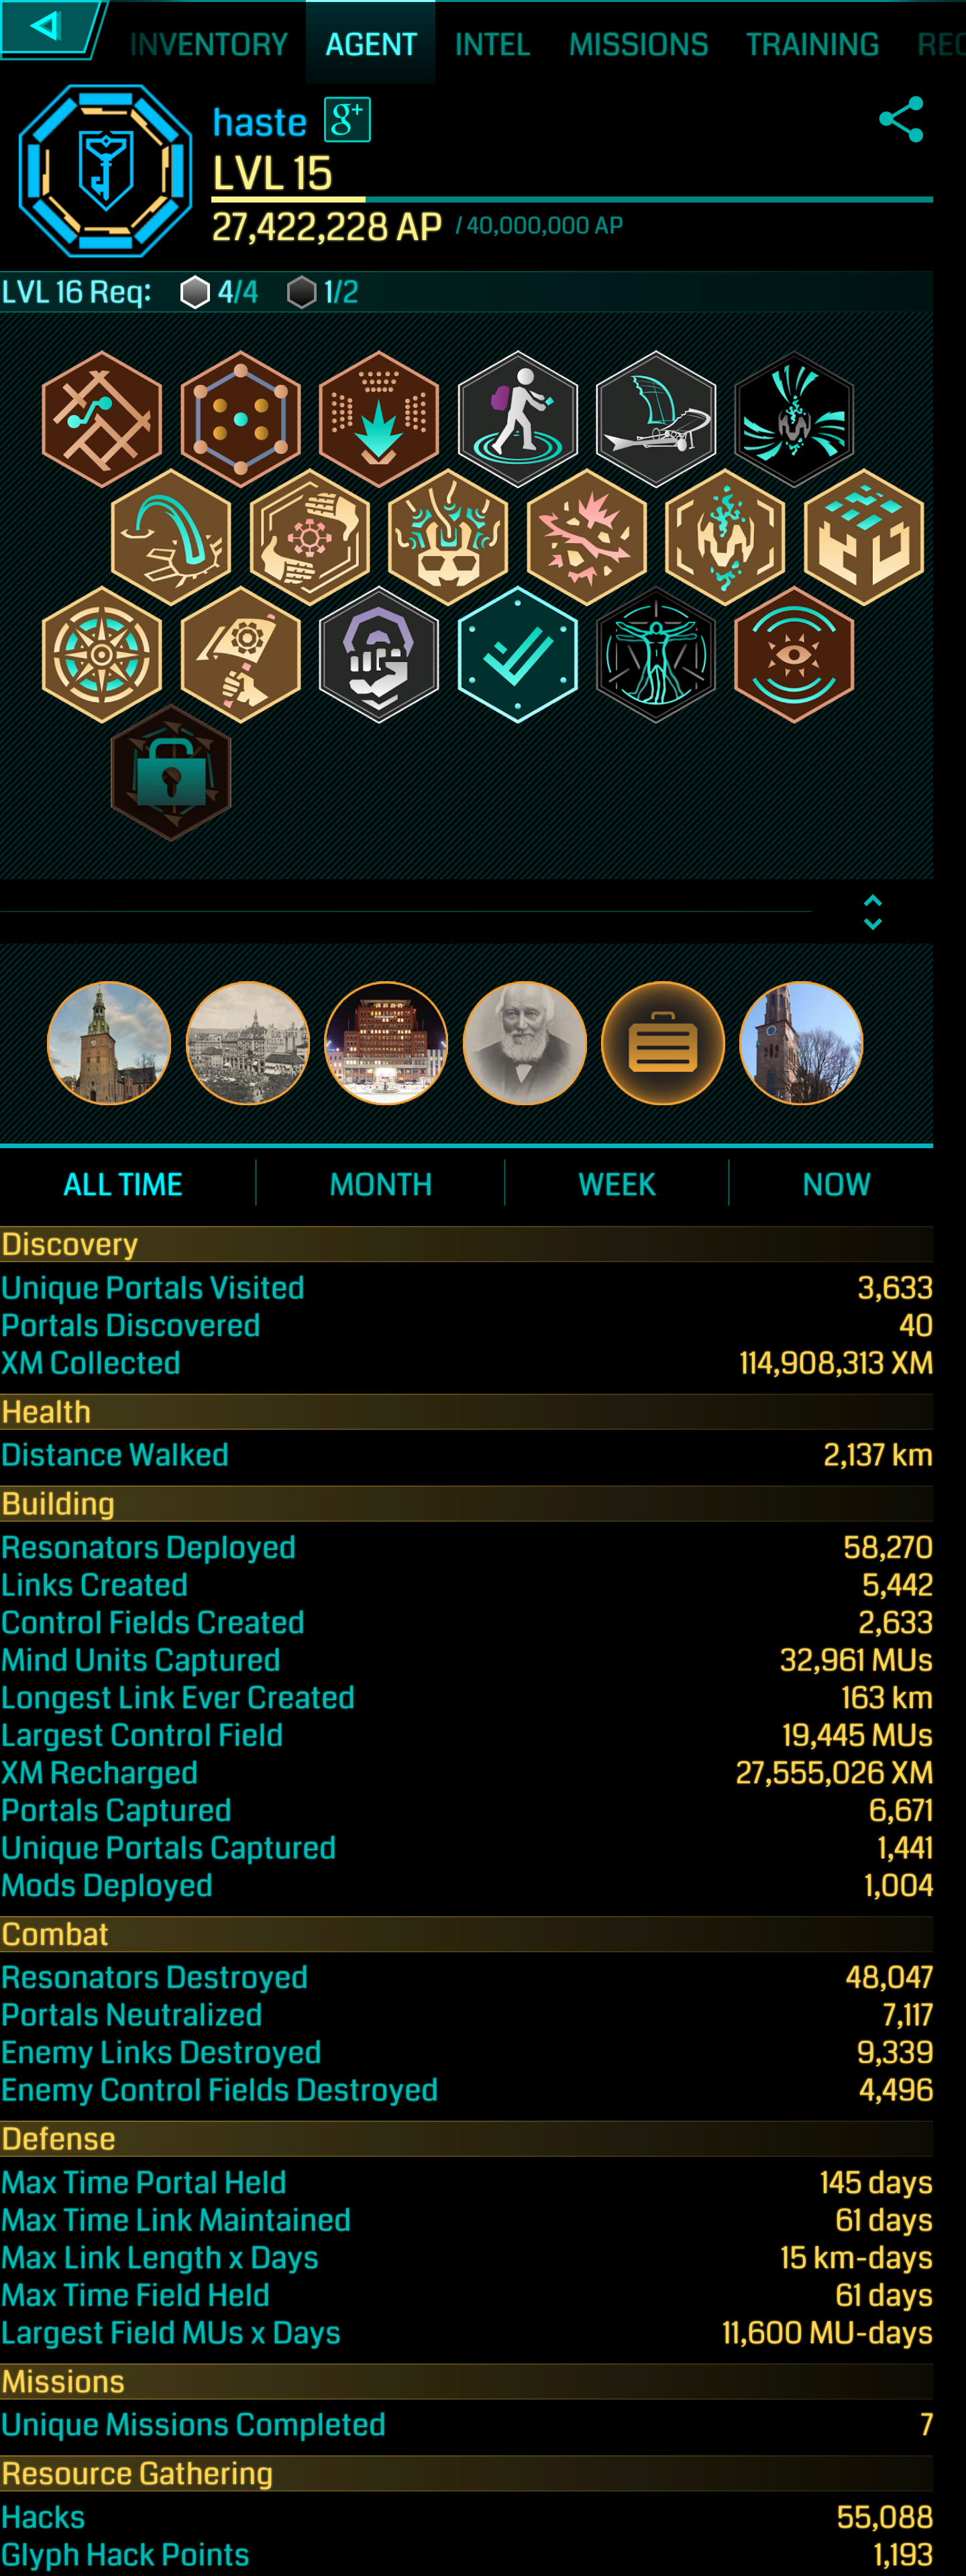 INVENTORY AGENT INTEL MISSIONS TRAINING REC
haste g+
LVL 15
27,422,228 AP / 40,000,000 AP
LVL 16 Req: 4/4 1/2
ALL TIME MONTH WEEK NOW
Discovery
Unique Portals Visited 3,633
Portals Discovered 40
XM Collected 114,908,313 XM
Health
Distance Walked 2,137 km
Building
Resonators Deployed 58,270
Links Created 5,442
Control Fields Created 2,633
Mind Units Captured 32,961 MUs
Longest Link Ever Created 163 km
Largest Control Field 19,445 MUs
XM Recharged 27,555,026 XM
Portals Captured 6,671
Unique Portals Captured 1,441
Mods Deployed 1,004
Combat
Resonators Destroyed 48,047
Portals Neutralized 7,117
Enemy Links Destroyed 9,339
Enemy Control Fields Destroyed 4,496
Defense
Max Time Portal Held 145 days
Max Time Link Maintained 61 days
Max Link Length x Days 15 km-days
Max Time Field Held 61 days
Largest Field MUs x Days 11,600 MU-days
Missions
Unique Missions Completed 7
Resource Gathering
Hacks 55,088
Glyph Hack Points 1,193